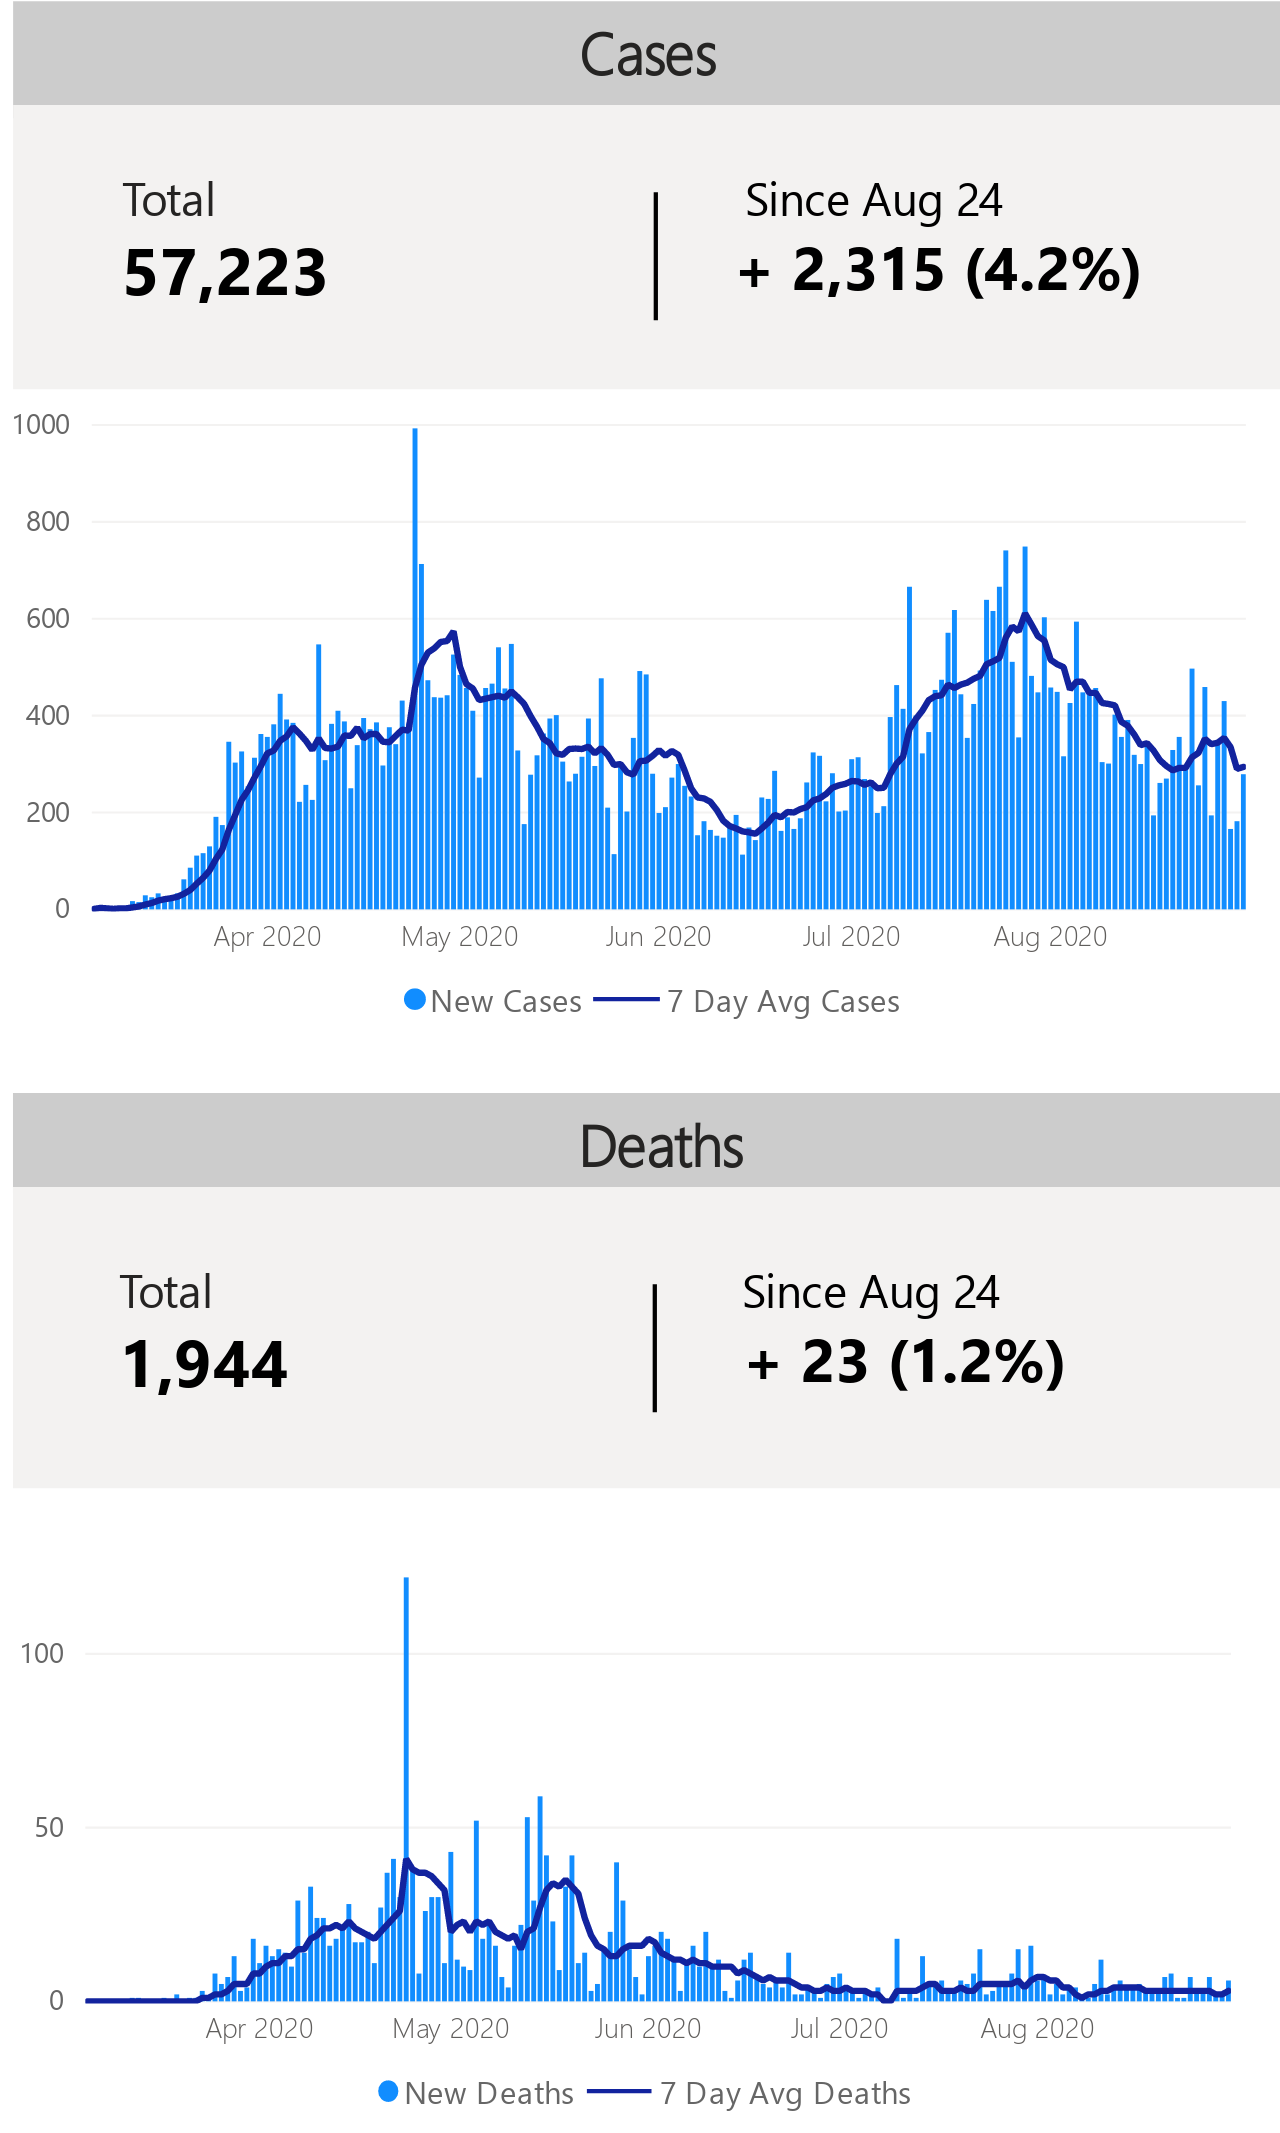 Cases
Total
57,223
Since Aug 24
+ 2,315 (4.2%)
1000
800
600
400
200
0
Apr 2020 May 2020 Jun 2020 Jul 2020 Aug 2020
New Cases 7 Day Avg Cases
Deaths
Total
1,944
Since Aug 24
+ 23 (1.2%)
100
50
0
Apr 2020 May 2020 Jun 2020 Jul 2020 Aug 2020
New Deaths 7 Day Avg Deaths